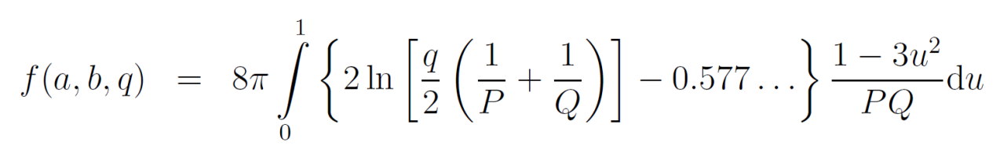 f(a, b, q) = 8π ∫₀¹ { 2 ln [ q/2 ( 1/P + 1/Q ) ] − 0.577 . . . } (1 − 3u²)/(PQ) du